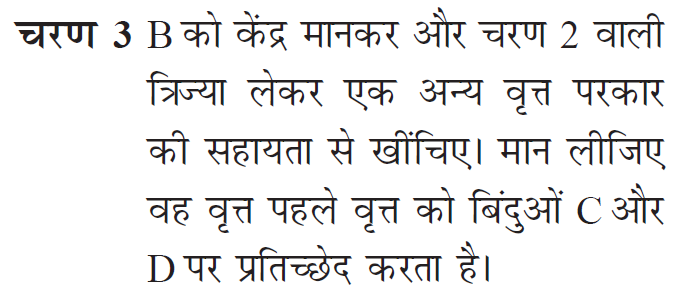 चरण 3 B को केंद्र मानकर और चरण 2 वाली
त्रिज्या लेकर एक अन्य वृत्त परकार
की सहायता से खींचिए। मान लीजिए
वह वृत्त पहले वृत्त को बिंदुओं C और
D पर प्रतिच्छेद करता है।